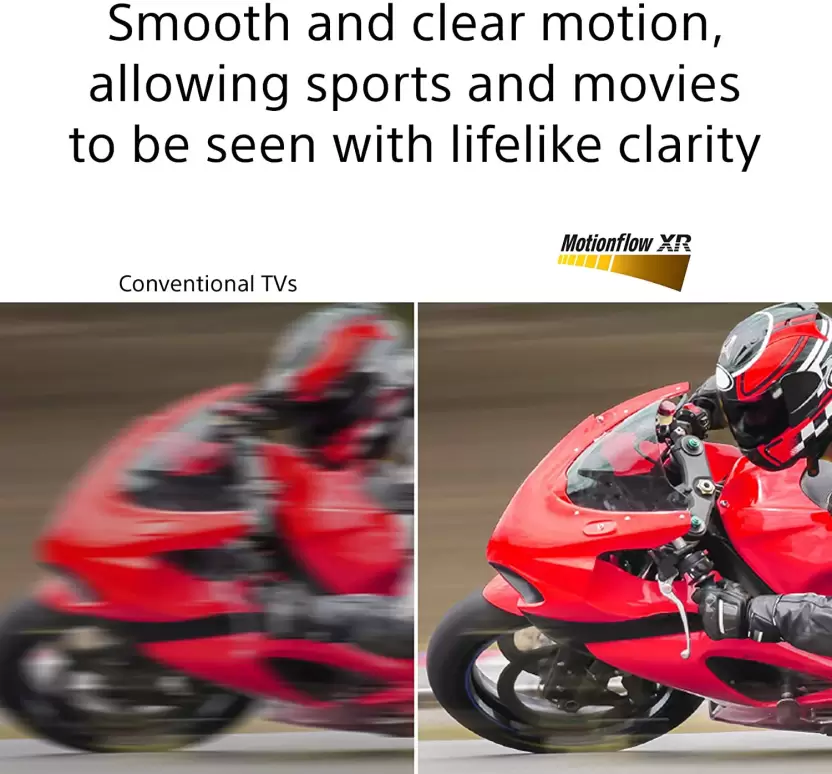 Smooth and clear motion,
allowing sports and movies
to be seen with lifelike clarity
Motionflow XR
Conventional TVs